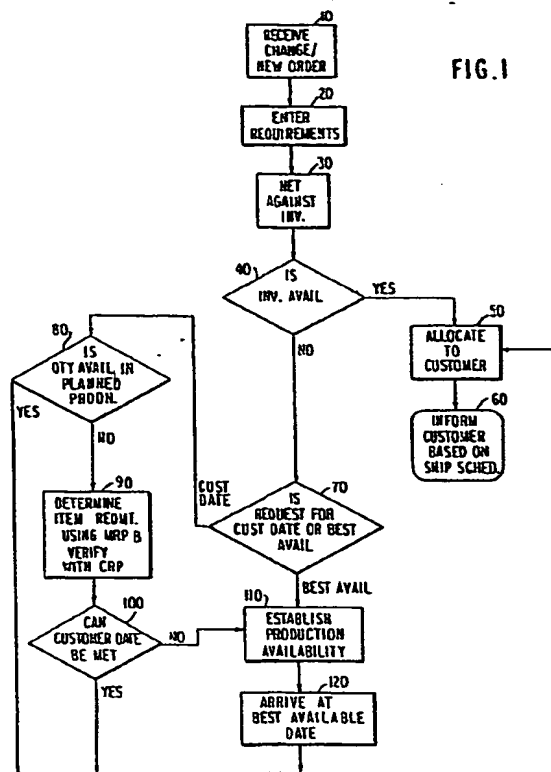 FIG.1
10
RECEIVE
CHANGE/
NEW ORDER
20
ENTER
REQUIREMENTS
30
NET
AGAINST
INV.
40
IS
INV. AVAIL
YES
NO
50
ALLOCATE
TO
CUSTOMER
60
INFORM
CUSTOMER
BASED ON
SHIP SCHED.
70
IS
REQUEST FOR
CUST DATE OR BEST
AVAIL
CUST
DATE
BEST AVAIL
80
IS
QTY AVAIL IN
PLANNED
PRODN.
YES
NO
90
DETERMINE
ITEM REQMT.
USING MRP &
VERIFY
WITH CRP
100
CAN
CUSTOMER DATE
BE MET
NO
YES
110
ESTABLISH
PRODUCTION
AVAILABILITY
120
ARRIVE AT
BEST AVAILABLE
DATE